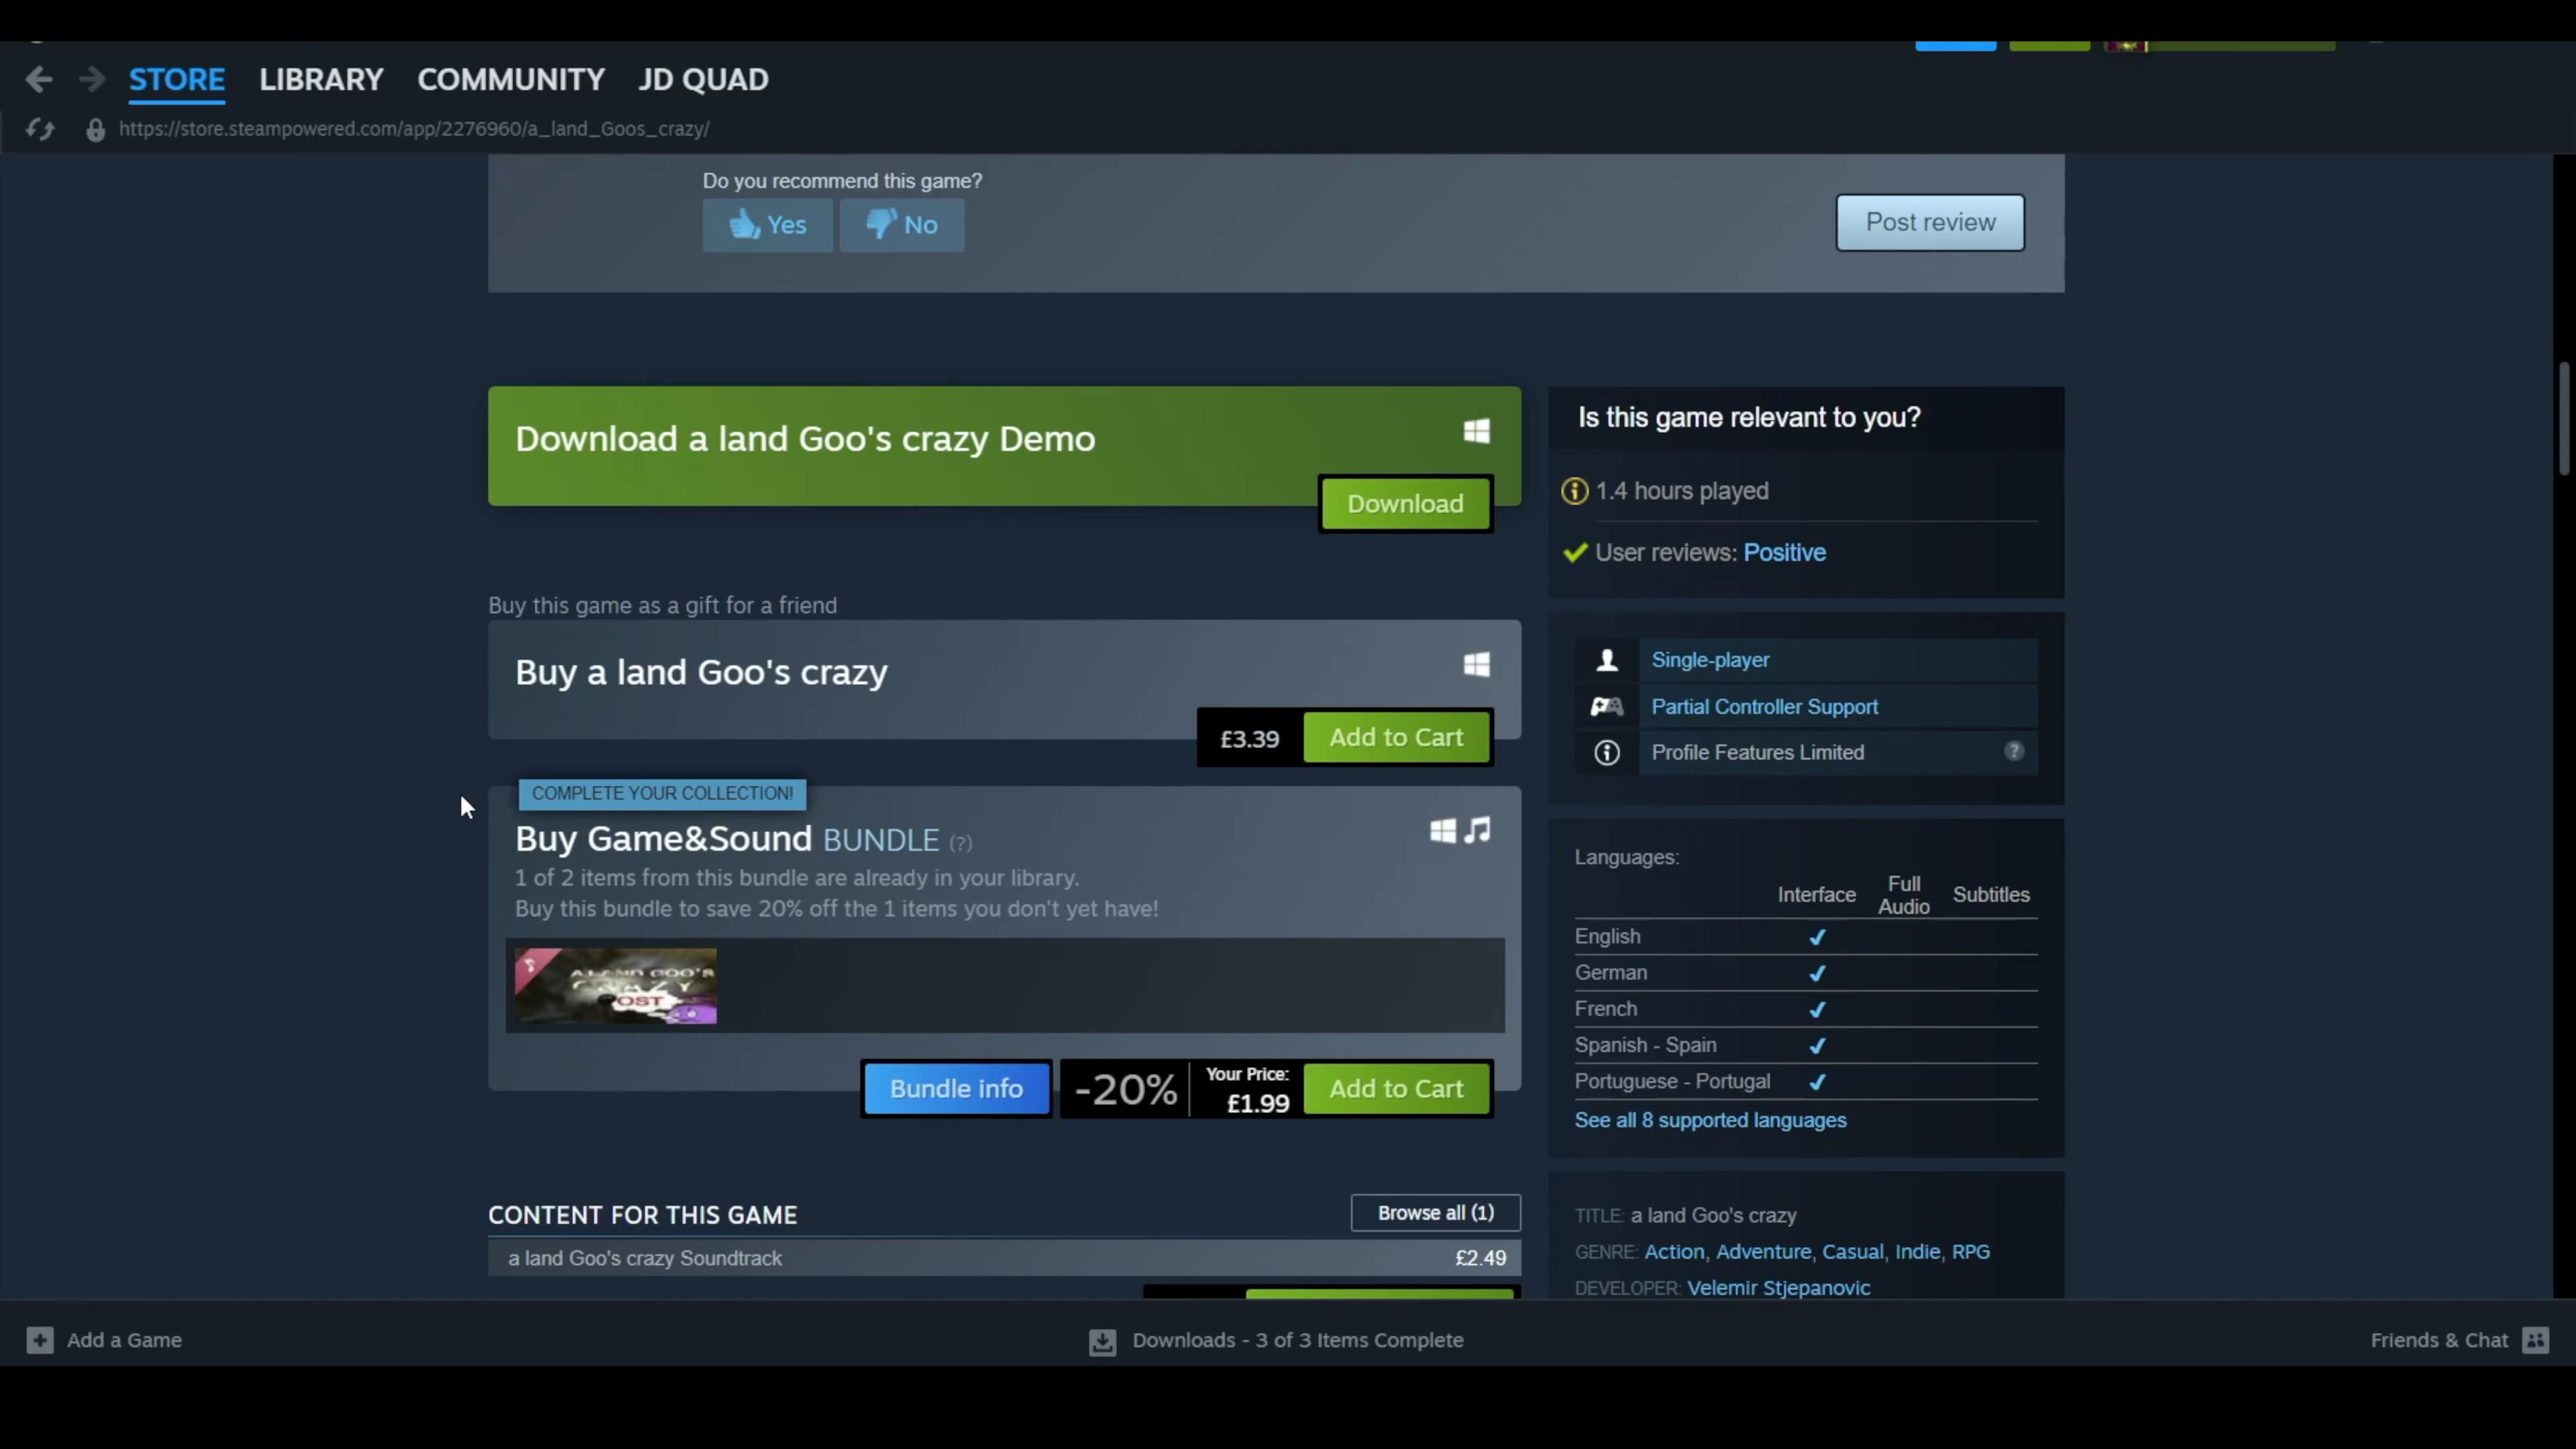 STORE LIBRARY COMMUNITY JD QUAD
https://store.steampowered.com/app/2276960/a_land_Goos_crazy/
Do you recommend this game?
Yes No
Post review
Download a land Goo's crazy Demo
Download
Buy this game as a gift for a friend
Buy a land Goo's crazy
£3.39 Add to Cart
COMPLETE YOUR COLLECTION!
Buy Game&Sound BUNDLE (?)
1 of 2 items from this bundle are already in your library.
Buy this bundle to save 20% off the 1 items you don't yet have!
A LAND GOO'S
CRAZY
OST
Bundle info -20% Your Price: £1.99 Add to Cart
CONTENT FOR THIS GAME Browse all (1)
a land Goo's crazy Soundtrack £2.49
Is this game relevant to you?
1.4 hours played
User reviews: Positive
Single-player
Partial Controller Support
Profile Features Limited ?
Languages:
Interface Full Audio Subtitles
English ✔
German ✔
French ✔
Spanish - Spain ✔
Portuguese - Portugal ✔
See all 8 supported languages
TITLE: a land Goo's crazy
GENRE: Action, Adventure, Casual, Indie, RPG
DEVELOPER: Velemir Stjepanovic
Add a Game Downloads - 3 of 3 Items Complete Friends & Chat